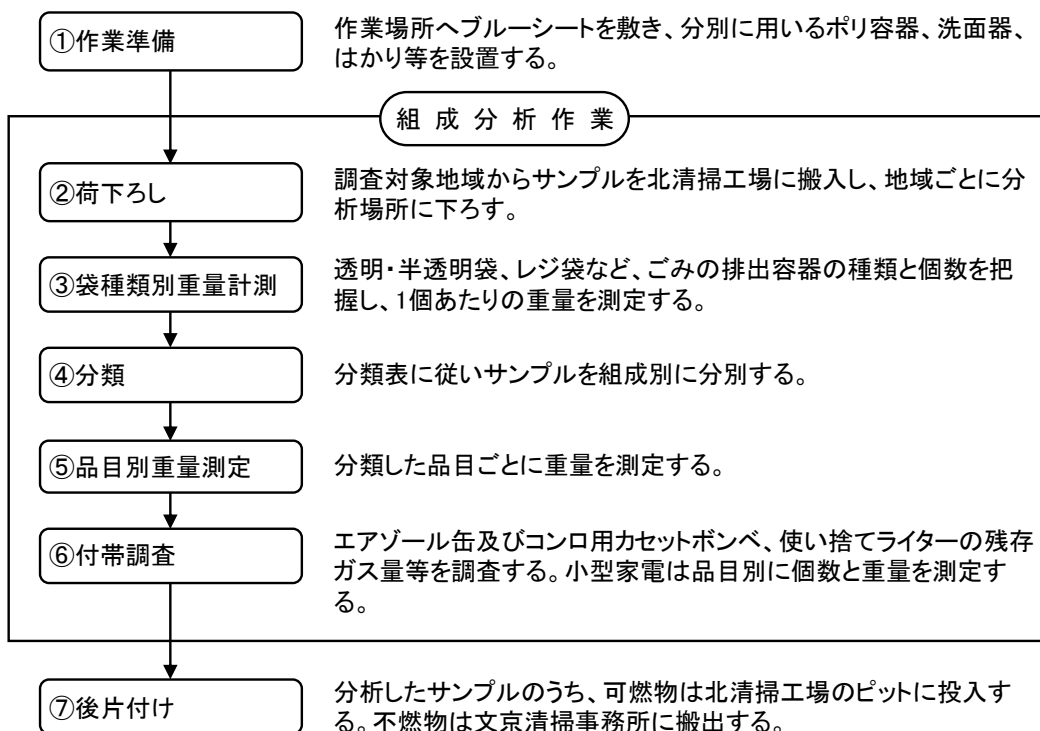 ①作業準備
作業場所へブルーシートを敷き、分別に用いるポリ容器、洗面器、
はかり等を設置する。
組成分析作業
②荷下ろし
調査対象地域からサンプルを北清掃工場に搬入し、地域ごとに分
析場所に下ろす。
③袋種類別重量計測
透明・半透明袋、レジ袋など、ごみの排出容器の種類と個数を把
握し、1個あたりの重量を測定する。
④分類
分類表に従いサンプルを組成別に分別する。
⑤品目別重量測定
分類した品目ごとに重量を測定する。
⑥付帯調査
エアゾール缶及びコンロ用カセットボンベ、使い捨てライターの残存
ガス量等を調査する。小型家電は品目別に個数と重量を測定す
る。
⑦後片付け
分析したサンプルのうち、可燃物は北清掃工場のピットに投入す
る。不燃物は文京清掃事務所に搬出する。